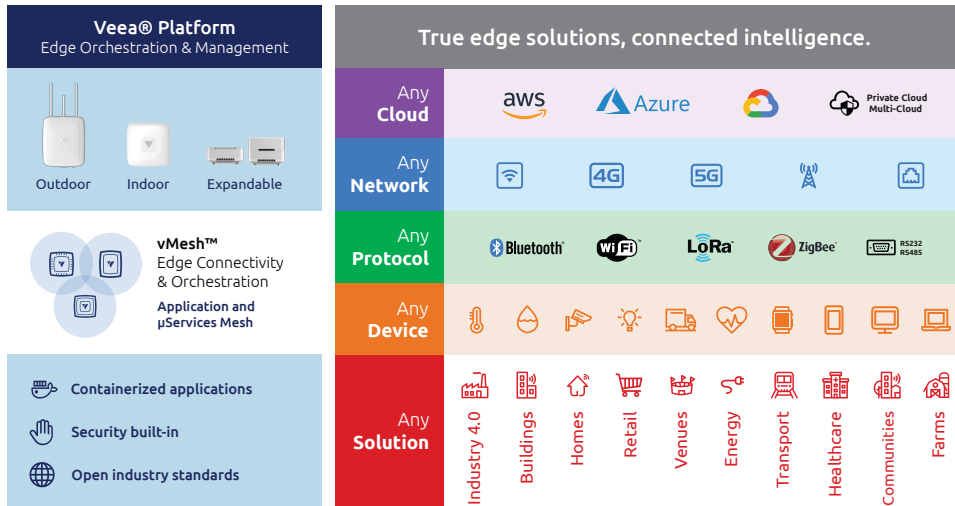 Veea® Platform
Edge Orchestration & Management
Outdoor
Indoor
Expandable
vMesh™
Edge Connectivity
& Orchestration
Application and
µServices Mesh
Containerized applications
Security built-in
Open industry standards
True edge solutions, connected intelligence.
Any
Cloud
aws
Azure
Private Cloud
Multi-Cloud
Any
Network
4G
5G
Any
Protocol
Bluetooth®
WiFi™
LoRa™
ZigBee®
RS232
RS485
Any
Device
Any
Solution
Industry 4.0
Buildings
Homes
Retail
Venues
Energy
Transport
Healthcare
Communities
Farms